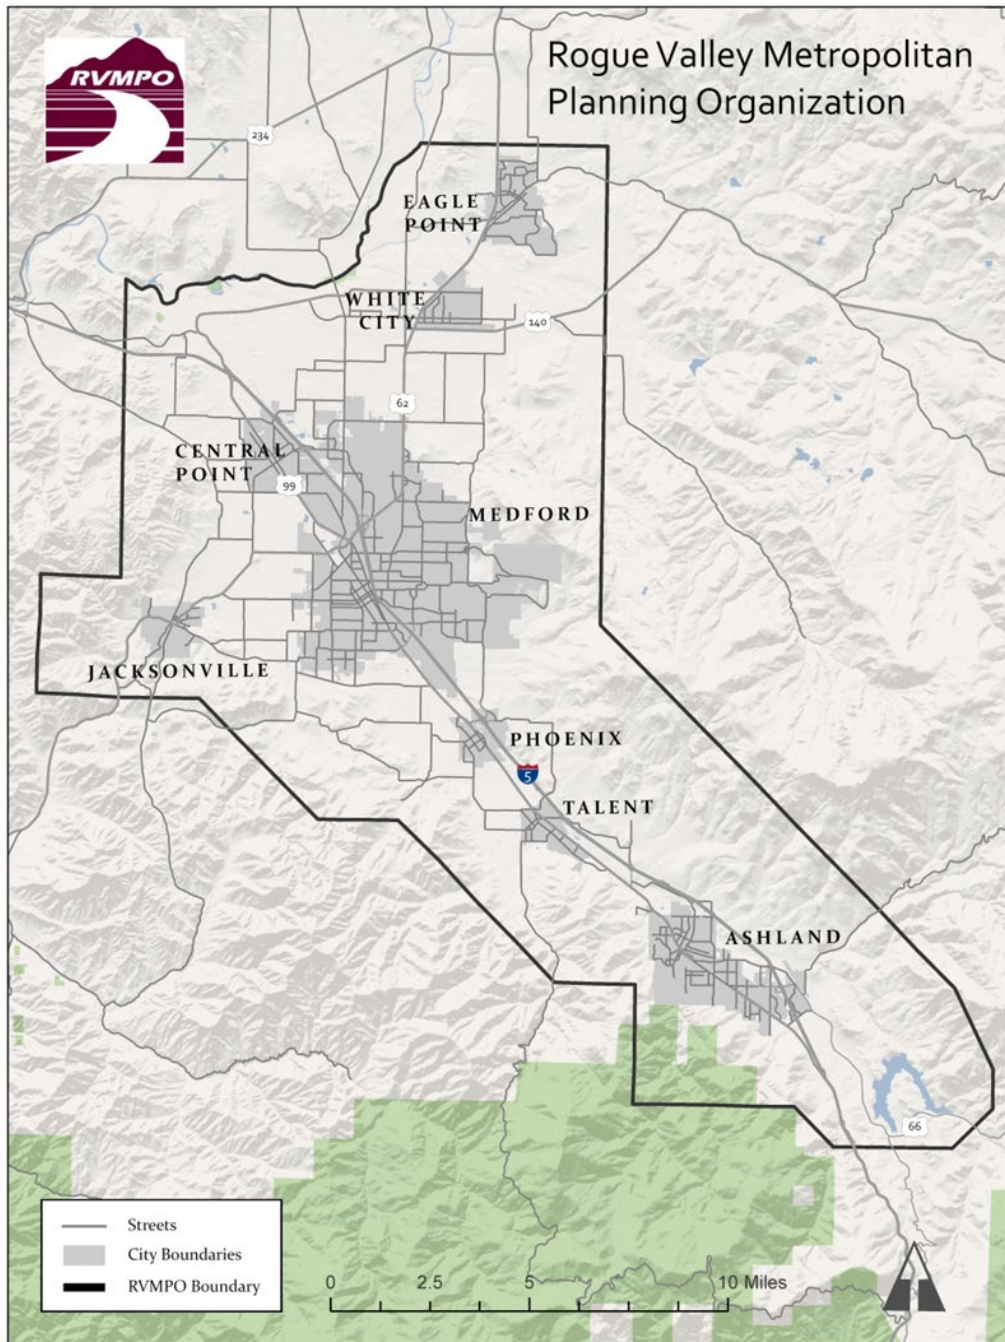 RVMPO
Rogue Valley Metropolitan
Planning Organization
234
EAGLE
POINT
WHITE
CITY
140
62
CENTRAL
POINT
99
MEDFORD
JACKSONVILLE
PHOENIX
5
TALENT
ASHLAND
66
Streets
City Boundaries
RVMPO Boundary
0 2.5 5 10 Miles